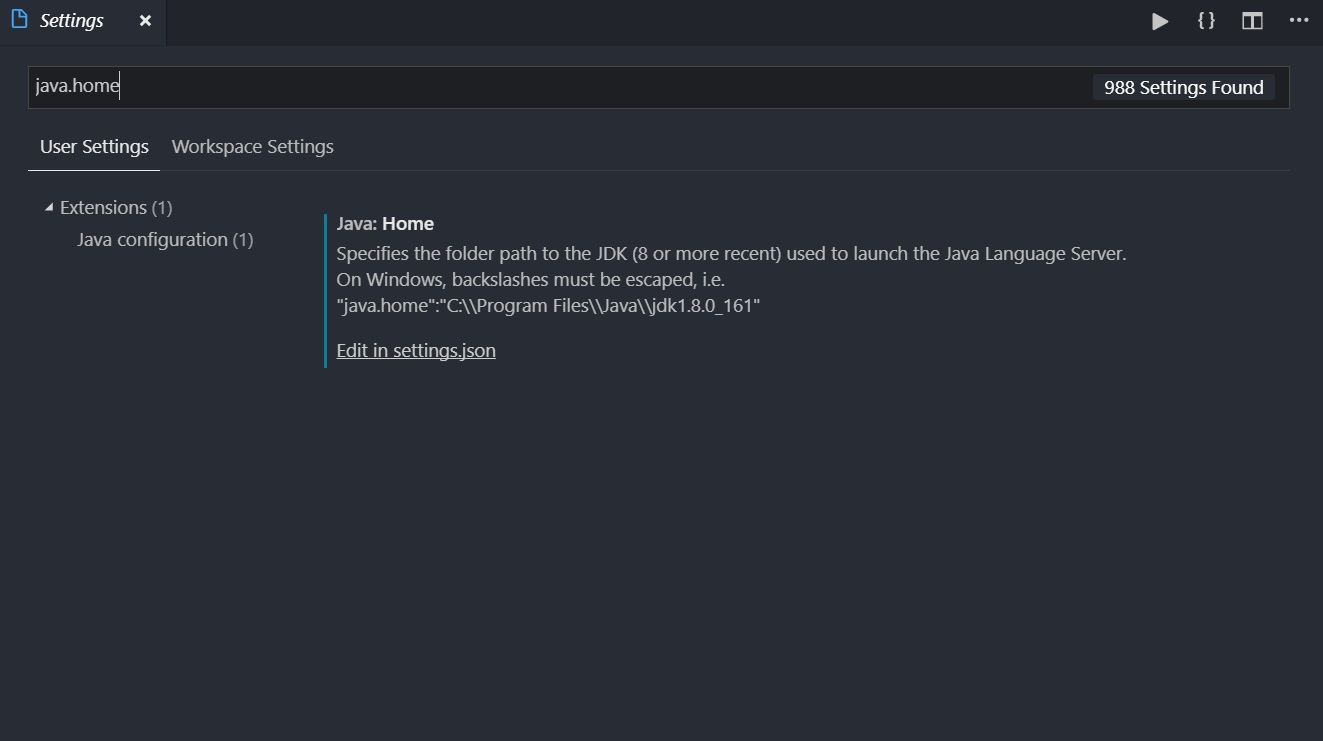 Settings
java.home
988 Settings Found
User Settings Workspace Settings
Extensions (1)
Java configuration (1)
Java: Home
Specifies the folder path to the JDK (8 or more recent) used to launch the Java Language Server.
On Windows, backslashes must be escaped, i.e.
"java.home":"C:\\Program Files\\Java\\jdk1.8.0_161"
Edit in settings.json